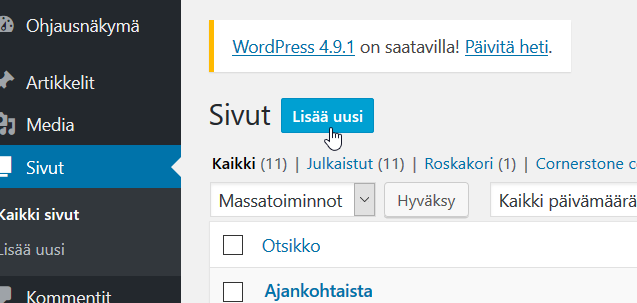 Ohjausnäkymä
Artikkelit
Media
Sivut
Kaikki sivut
Lisää uusi
Kommentit
WordPress 4.9.1 on saatavilla! Päivitä heti.
Sivut Lisää uusi
Kaikki (11) | Julkaistut (11) | Roskakori (1) | Cornerstone
Massatoiminnot Hyväksy Kaikki päivämäärä
Otsikko
Ajankohtaista